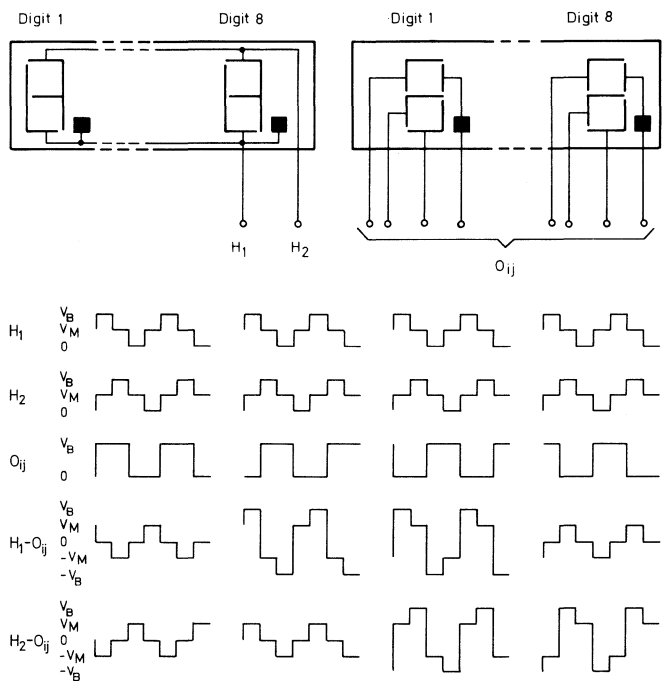 Digit 1 Digit 8 Digit 1 Digit 8
H1 H2
Oij
H1 VB VM 0
H2 VB VM 0
Oij VB 0
H1-Oij VB VM 0 -VM -VB
H2-Oij VB VM 0 -VM -VB